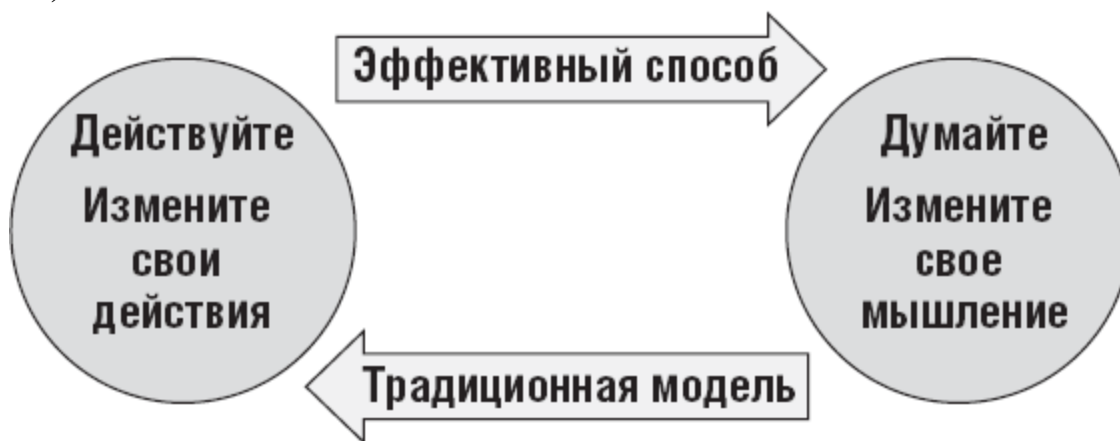 Эффективный способ
Действуйте
Измените
свои
действия
Думайте
Измените
свое
мышление
Традиционная модель